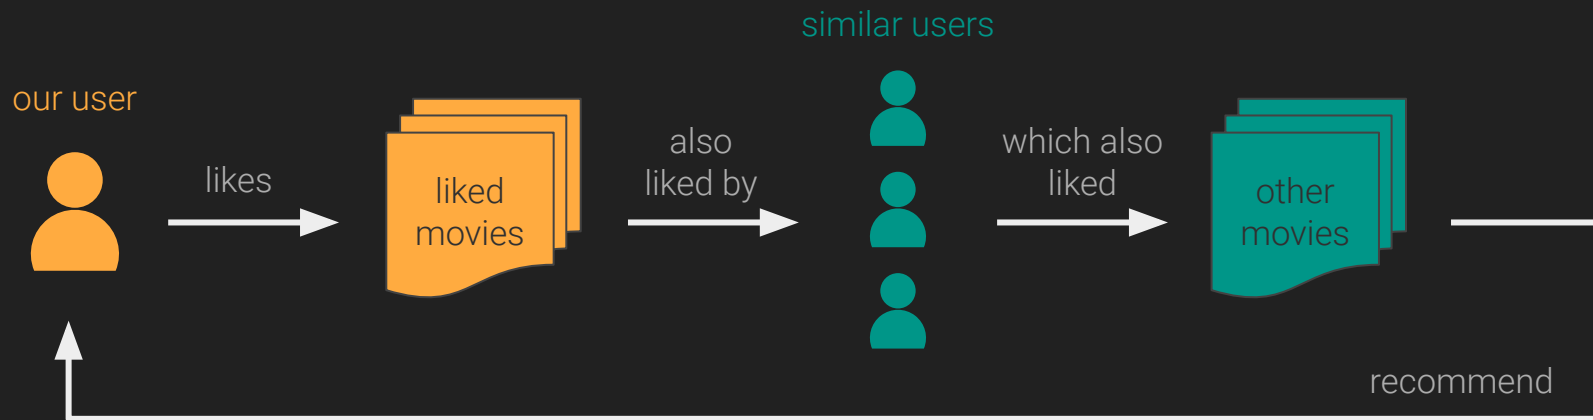 our user
likes
liked
movies
also
liked by
similar users
which also
liked
other
movies
recommend